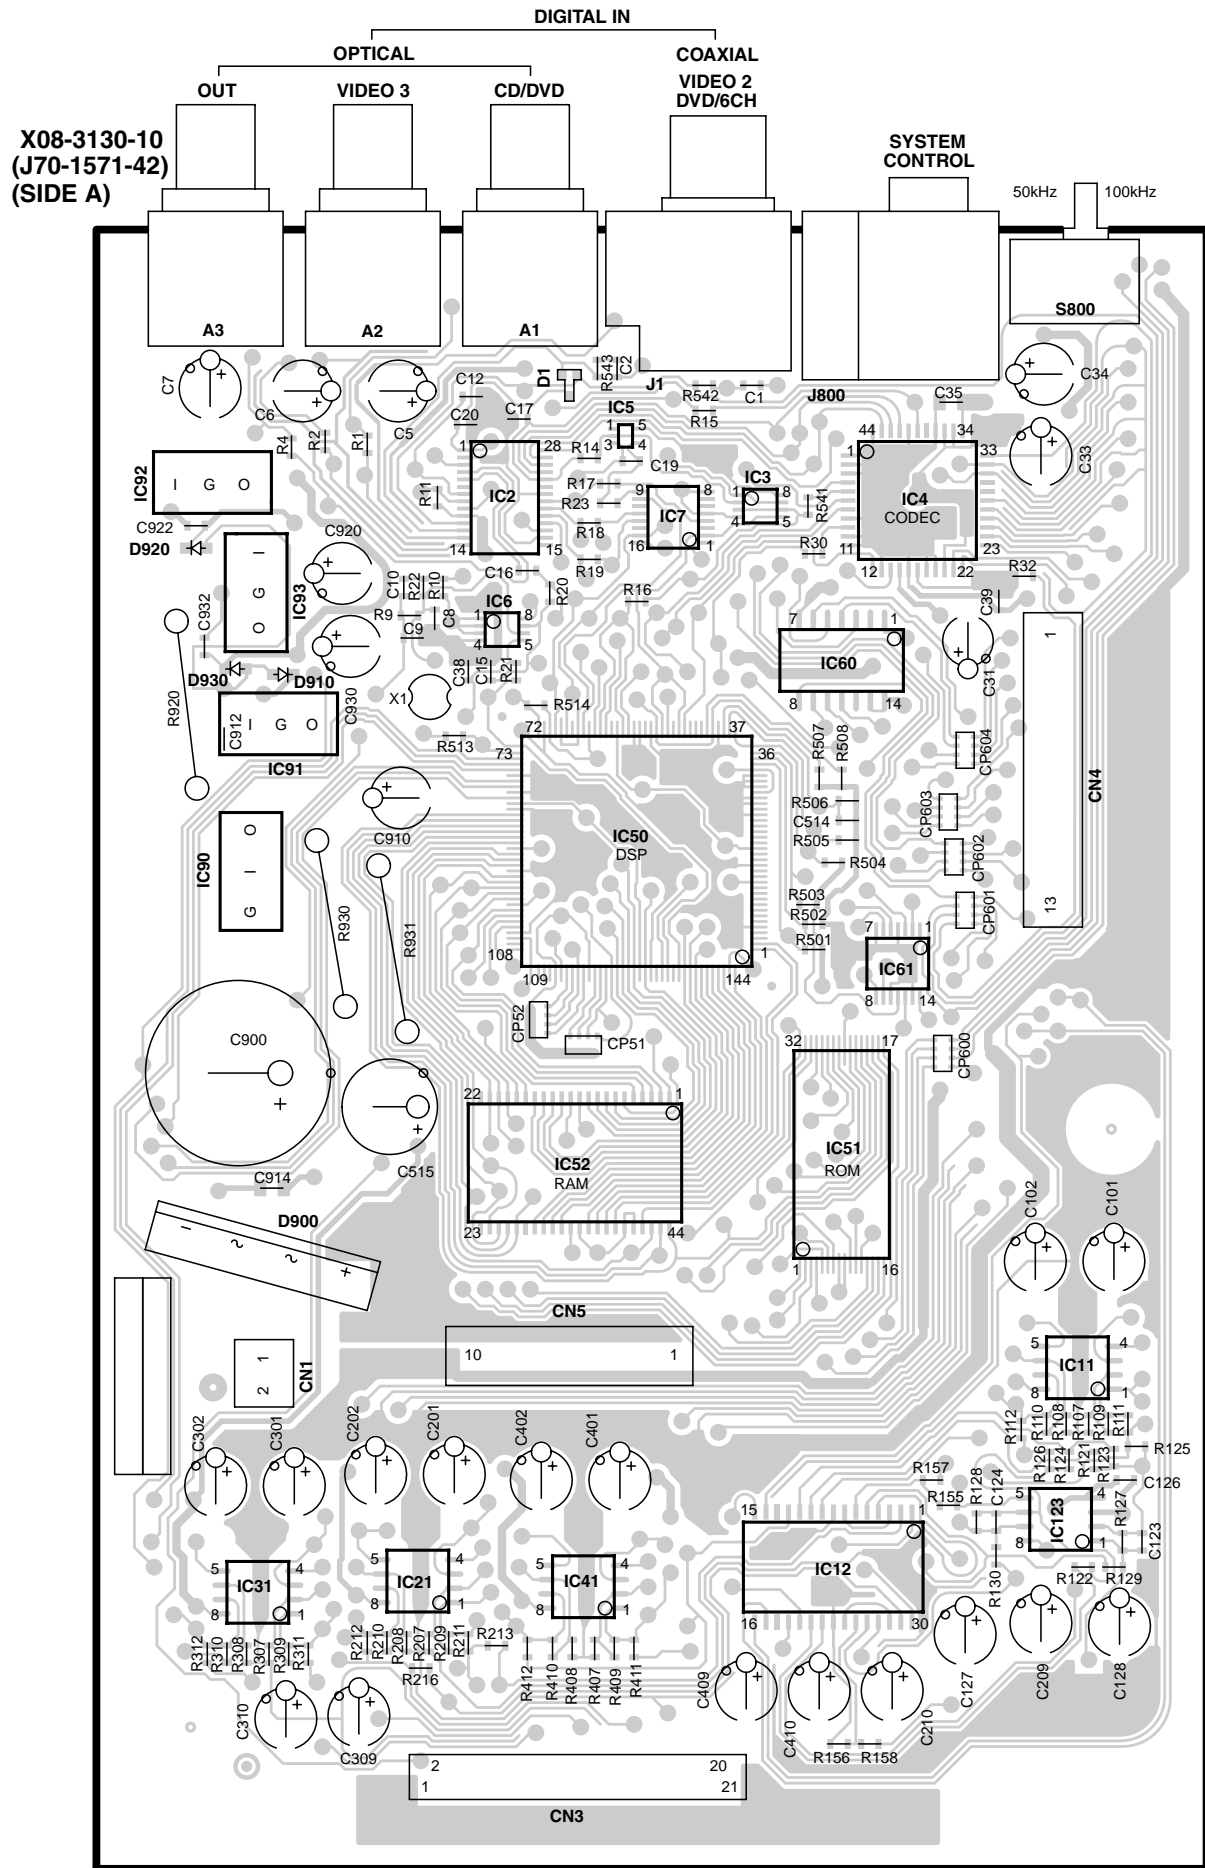 DIGITAL IN
OPTICAL
COAXIAL
OUT
VIDEO 3
CD/DVD
VIDEO 2
DVD/6CH
X08-3130-10
(J70-1571-42)
(SIDE A)
SYSTEM
CONTROL
50kHz
100kHz
A3
A2
A1
J1
J800
S800
C7
C6
C5
C12
D1
R543
C2
R542
C1
C35
C34
C20
C17
IC5
1 5
3 4
R15
R4
R2
R1
1 28
IC2
14 15
R14
C19
44 34
1 33
IC4
CODEC
11 23
12 22
C33
IC92
I G O
R11
R17
R23
R18
R19
9 8
IC7
16 1
IC3
1 8
4 5
R541
R30
C922
D920
C920
C16
R20
R16
R32
C39
IC93
I
G
O
C10
R22
R10
R9
C9
C8
IC6
1 8
4 5
7 1
IC60
8 14
C31
1
CN4
13
C932
R920
D930
D910
C930
C38
C15
R21
X1
C912
I G O
IC91
R513
R514
72 37
73 36
IC50
DSP
108 1
109 144
R507
R508
CP604
R506
C514
R505
R504
CP603
CP602
CP601
C910
IC90
O
I
G
R930
R931
R503
R502
R501
7 1
IC61
8 14
CP52
CP51
C900
+
C515
+
32 17
IC51
ROM
1 16
CP600
22 1
IC52
RAM
23 44
C914
D900
− ~ ~ +
C102
C101
CN5
10 1
CN1
1
2
5 4
IC11
8 1
C302
C301
C202
C201
C402
C401
R112
R110
R108
R107
R109
R111
R126
R124
R121
R123
R125
R157
R155
R128
C124
C126
R127
C123
5 4
IC123
8 1
15 1
IC12
16 30
R130
R122
R129
5 4
IC31
8 1
5 4
IC21
8 1
5 4
IC41
8 1
R312
R310
R308
R307
R309
R311
R212
R210
R208
R207
R209
R211
R213
R216
R412
R410
R408
R407
R409
R411
C409
C410
C210
C127
C209
C128
C310
C309
R156
R158
2 20
1 21
CN3